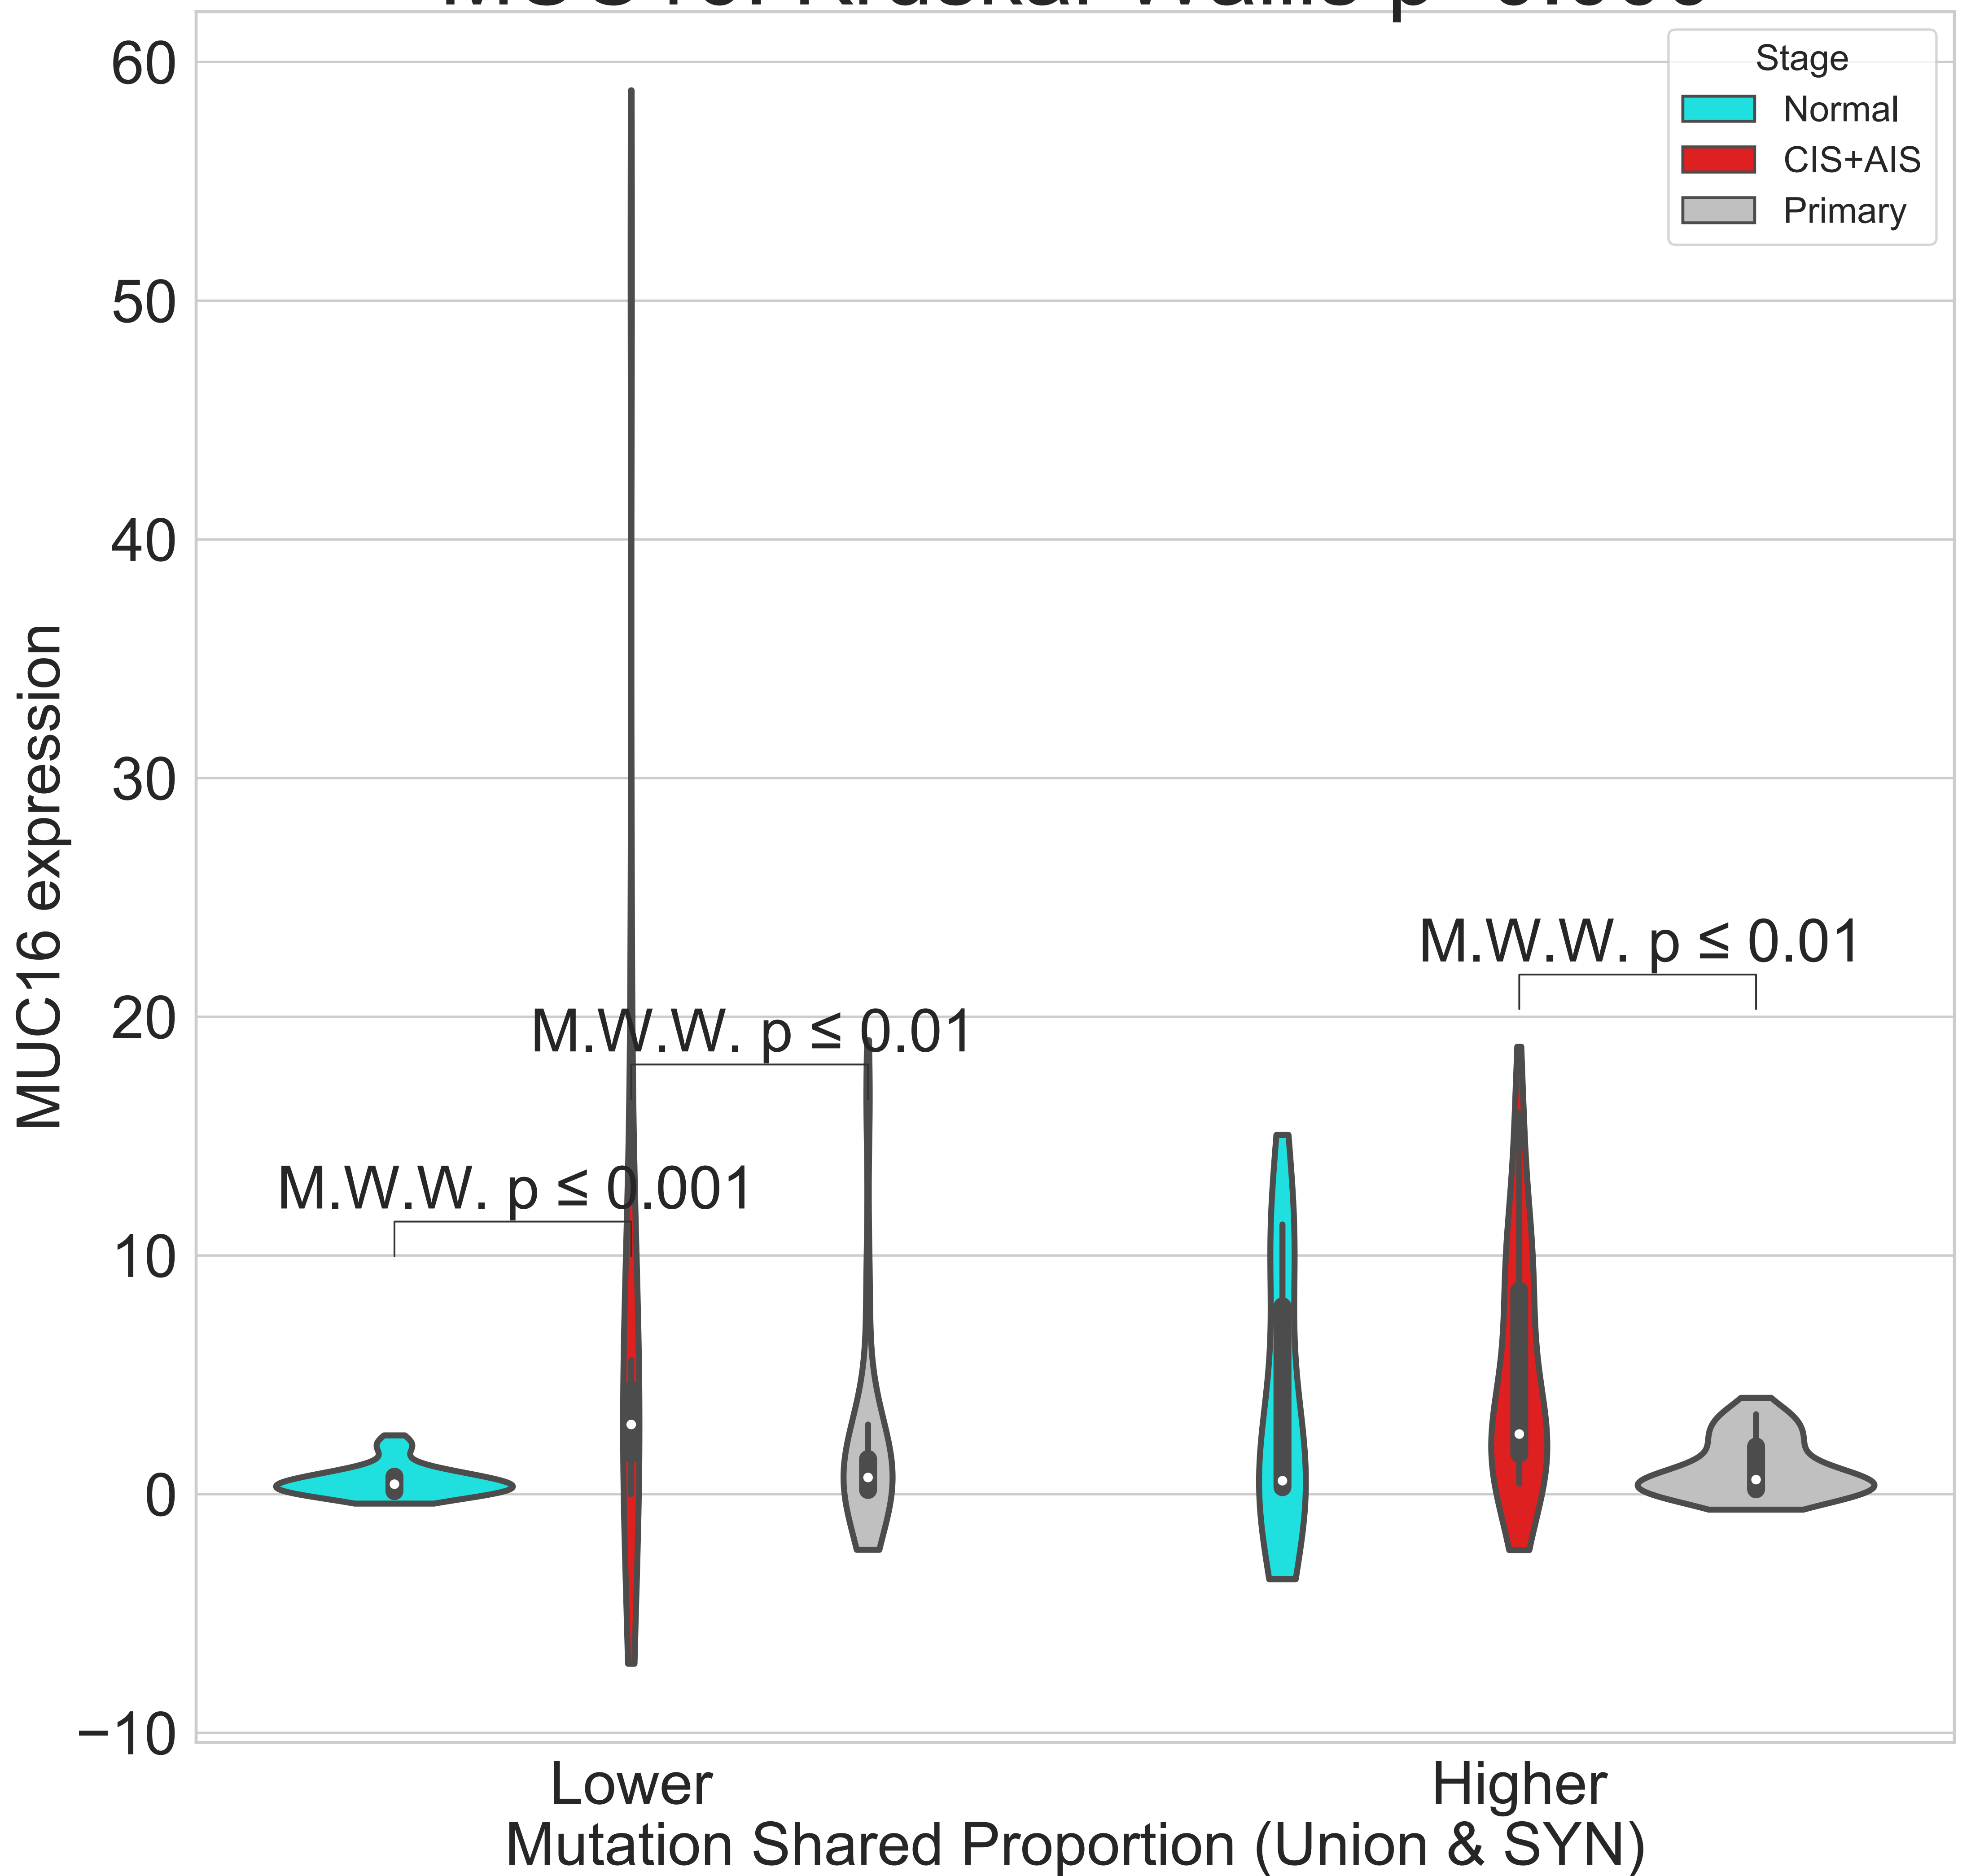 60
50
40
30
20
10
0
−10
MUC16 expression
Stage
Normal
CIS+AIS
Primary
M.W.W. p ≤ 0.01
M.W.W. p ≤ 0.01
M.W.W. p ≤ 0.001
Lower
Higher
Mutation Shared Proportion (Union & SYN)